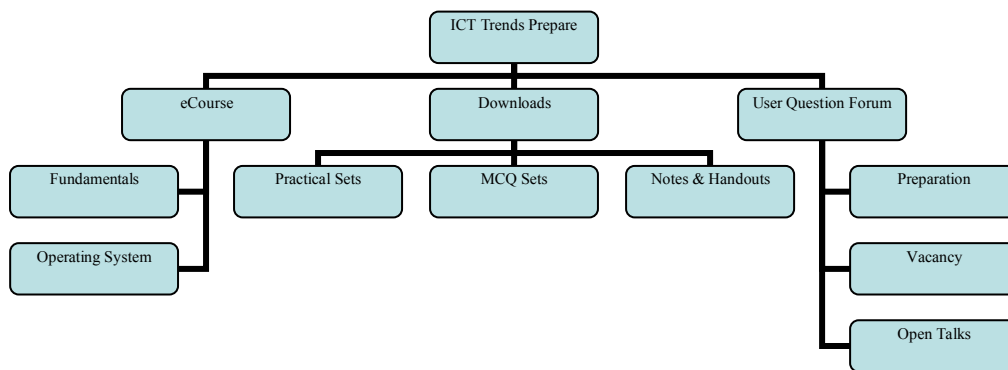 ICT Trends Prepare
eCourse
Downloads
User Question Forum
Fundamentals
Practical Sets
MCQ Sets
Notes & Handouts
Preparation
Operating System
Vacancy
Open Talks